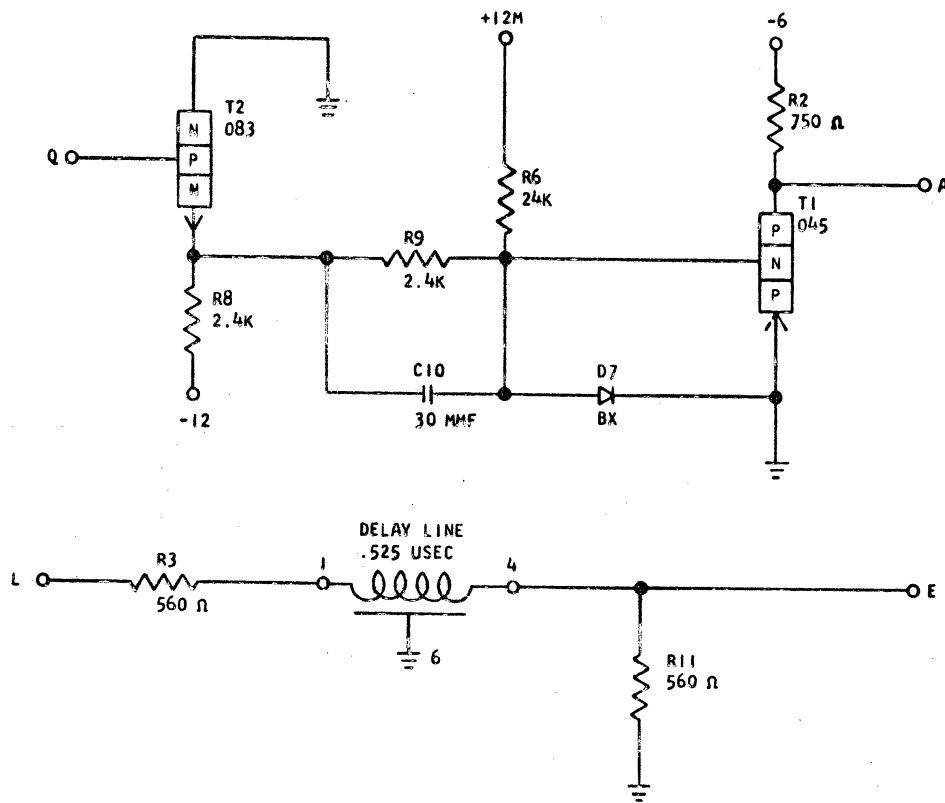 +12M
-6
T2
083
N
P
N
Q
R2
750 Ω
R6
24K
A
T1
045
P
N
P
R9
2.4K
R8
2.4K
C10
30 MMF
D7
BX
-12
DELAY LINE
.525 USEC
R3
560 Ω
L
1
4
E
6
R11
560 Ω